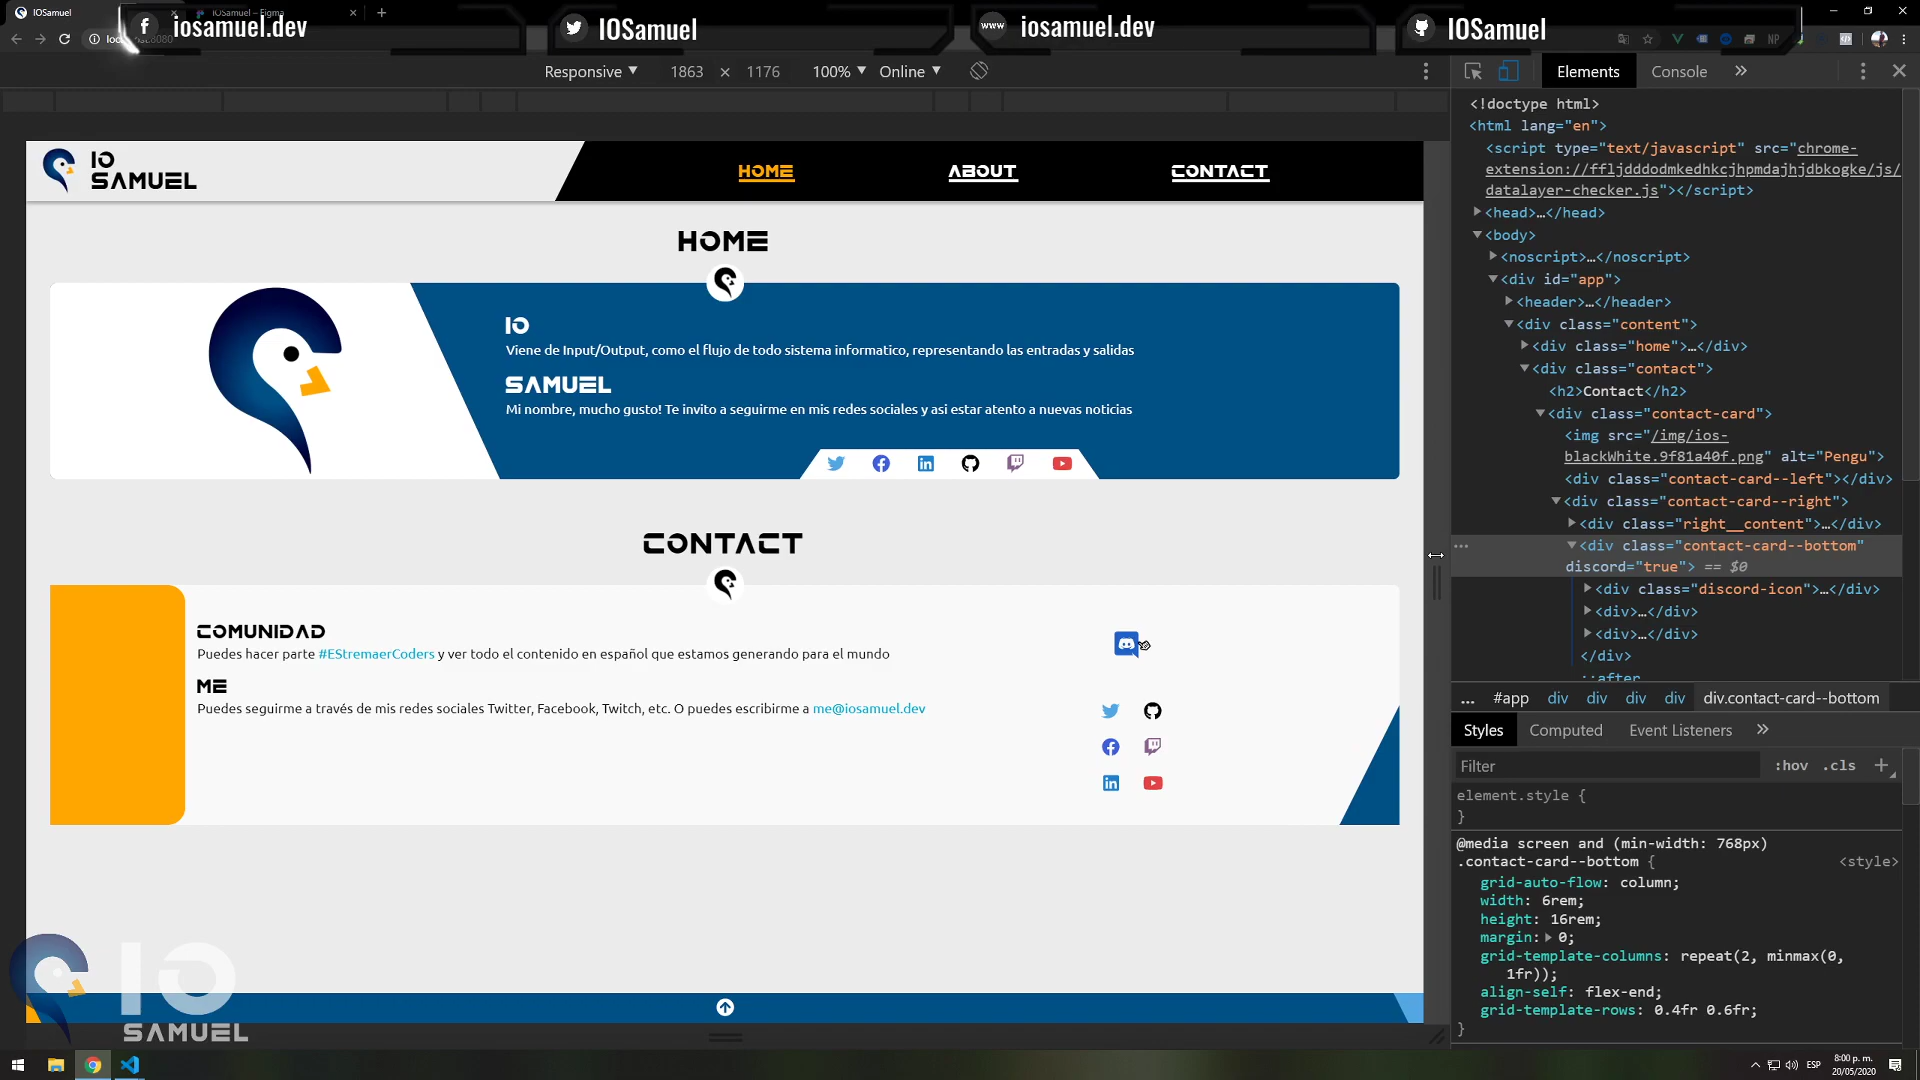 IOSamuel
IOSamuel – Figma
iosamuel.dev
IOSamuel
iosamuel.dev
IOSamuel
Responsive
1863
×
1176
100%
Online
Elements
Console
IO
SAMUEL
HOME
ABOUT
CONTACT
HOME
IO
Viene de Input/Output, como el flujo de todo sistema informatico, representando las entradas y salidas
SAMUEL
Mi nombre, mucho gusto! Te invito a seguirme en mis redes sociales y asi estar atento a nuevas noticias
CONTACT
COMUNIDAD
Puedes hacer parte #EStremaerCoders y ver todo el contenido en español que estamos generando para el mundo
ME
Puedes seguirme a través de mis redes sociales Twitter, Facebook, Twitch, etc. O puedes escribirme a me@iosamuel.dev
IO
SAMUEL
<!doctype html>
<html lang="en">
<script type="text/javascript" src="chrome-
extension://ffljdddodmkedhkcjhpmdajhjdbkogke/js/
datalayer-checker.js"></script>
<head>…</head>
<body>
<noscript>…</noscript>
<div id="app">
<header>…</header>
<div class="content">
<div class="home">…</div>
<div class="contact">
<h2>Contact</h2>
<div class="contact-card">
<img src="/img/ios-
blackWhite.9f81a40f.png" alt="Pengu">
<div class="contact-card--left"></div>
<div class="contact-card--right">
<div class="right__content">…</div>
<div class="contact-card--bottom"
discord="true"> == $0
<div class="discord-icon">…</div>
<div>…</div>
<div>…</div>
</div>
::after
... #app div div div div div.contact-card--bottom
Styles
Computed
Event Listeners
Filter
:hov .cls +
element.style {
}
@media screen and (min-width: 768px)
.contact-card--bottom { <style>
grid-auto-flow: column;
width: 6rem;
height: 16rem;
margin: 0;
grid-template-columns: repeat(2, minmax(0,
1fr));
align-self: flex-end;
grid-template-rows: 0.4fr 0.6fr;
}
ESP
8:00 p. m.
20/05/2020